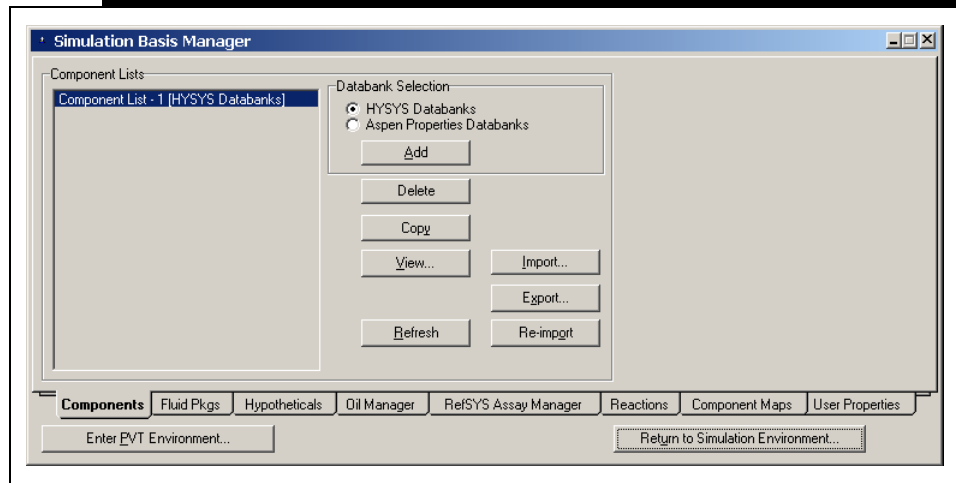 Simulation Basis Manager
Component Lists
Component List - 1 [HYSYS Databanks]
Databank Selection
HYSYS Databanks
Aspen Properties Databanks
Add
Delete
Copy
View...
Import...
Export...
Refresh
Re-import
Components Fluid Pkgs Hypotheticals Oil Manager RefSYS Assay Manager Reactions Component Maps User Properties
Enter PVT Environment... Return to Simulation Environment...